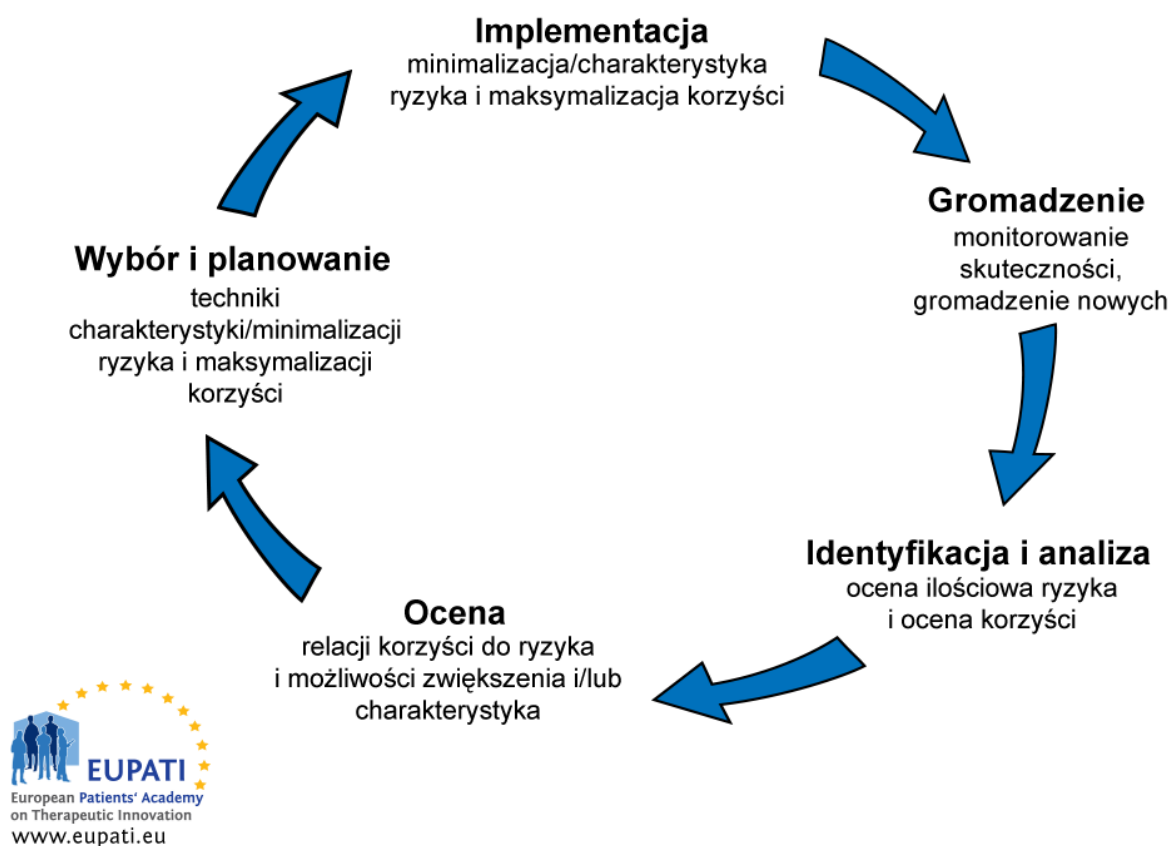 Implementacja
minimalizacja/charakterystyka
ryzyka i maksymalizacja korzyści
Gromadzenie
monitorowanie
skuteczności,
gromadzenie nowych
Identyfikacja i analiza
ocena ilościowa ryzyka
i ocena korzyści
Ocena
relacji korzyści do ryzyka
i możliwości zwiększenia i/lub
charakterystyka
Wybór i planowanie
techniki
charakterystyki/minimalizacji
ryzyka i maksymalizacji
korzyści
EUPATI
European Patients' Academy
on Therapeutic Innovation
www.eupati.eu